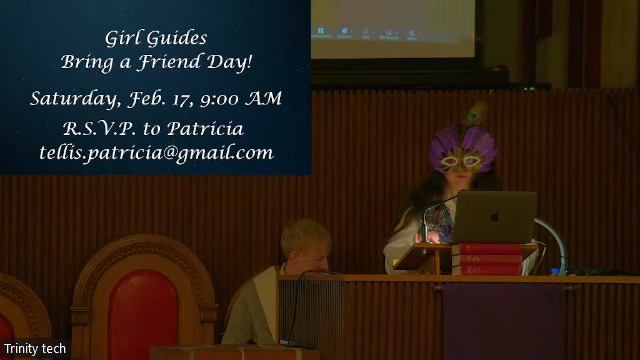 Girl Guides
Bring a Friend Day!
Saturday, Feb. 17, 9:00 AM
R.S.V.P. to Patricia
tellis.patricia@gmail.com
Trinity tech